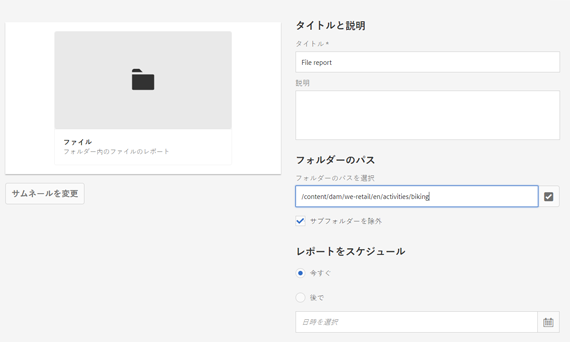 ファイル
フォルダー内のファイルのレポート
サムネールを変更
タイトルと説明
タイトル *
File report
説明
フォルダーのパス
フォルダーのパスを選択
/content/dam/we-retail/en/activities/biking
サブフォルダーを除外
レポートをスケジュール
今すぐ
後で
日時を選択